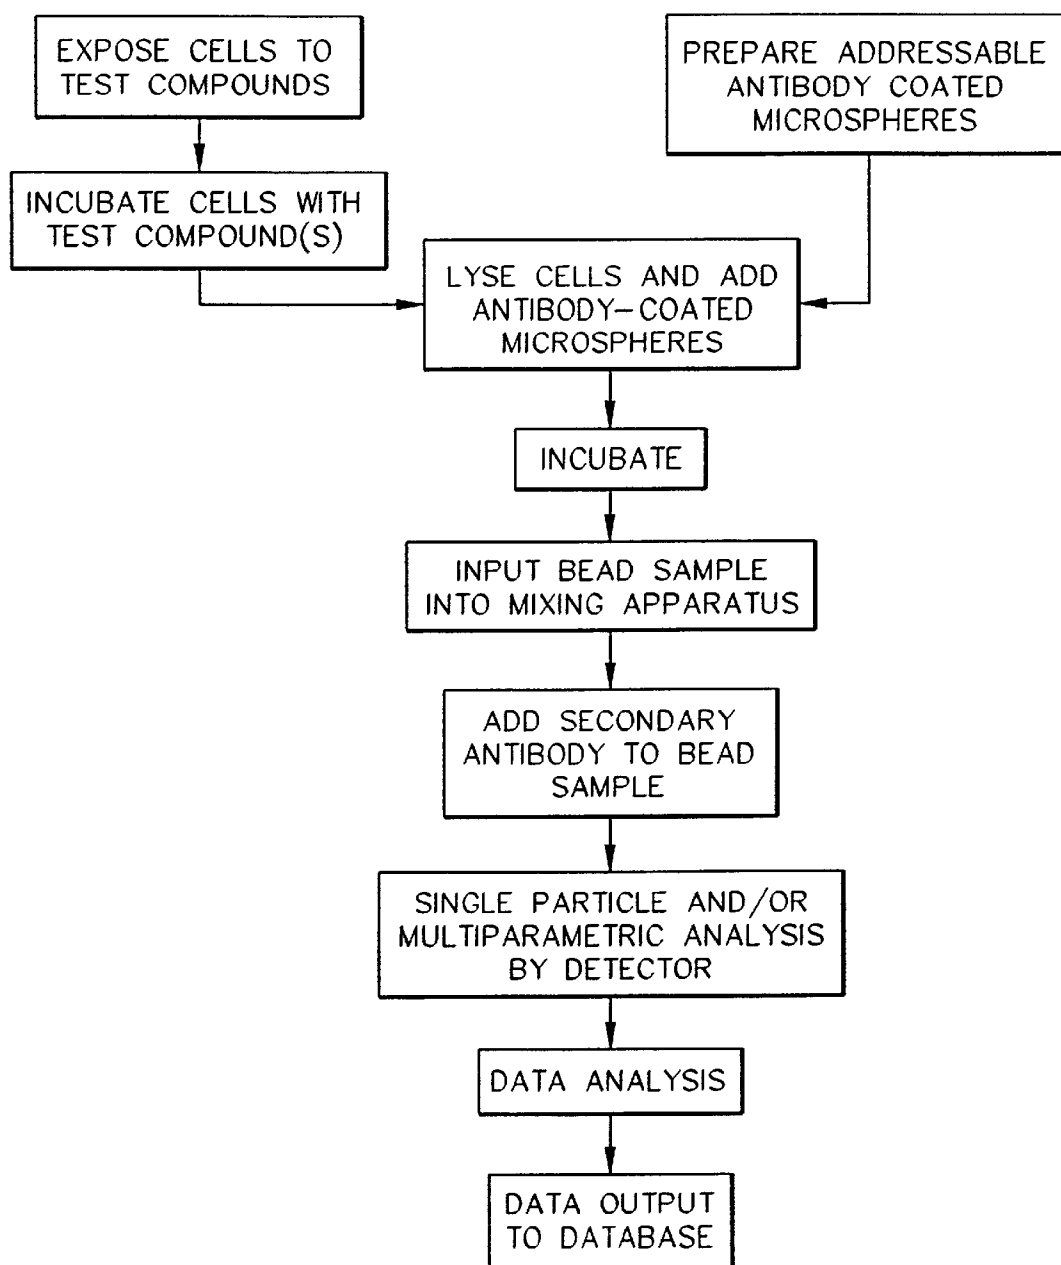 EXPOSE CELLS TO
TEST COMPOUNDS
PREPARE ADDRESSABLE
ANTIBODY COATED
MICROSPHERES
INCUBATE CELLS WITH
TEST COMPOUND(S)
LYSE CELLS AND ADD
ANTIBODY-COATED
MICROSPHERES
INCUBATE
INPUT BEAD SAMPLE
INTO MIXING APPARATUS
ADD SECONDARY
ANTIBODY TO BEAD
SAMPLE
SINGLE PARTICLE AND/OR
MULTIPARAMETRIC ANALYSIS
BY DETECTOR
DATA ANALYSIS
DATA OUTPUT
TO DATABASE